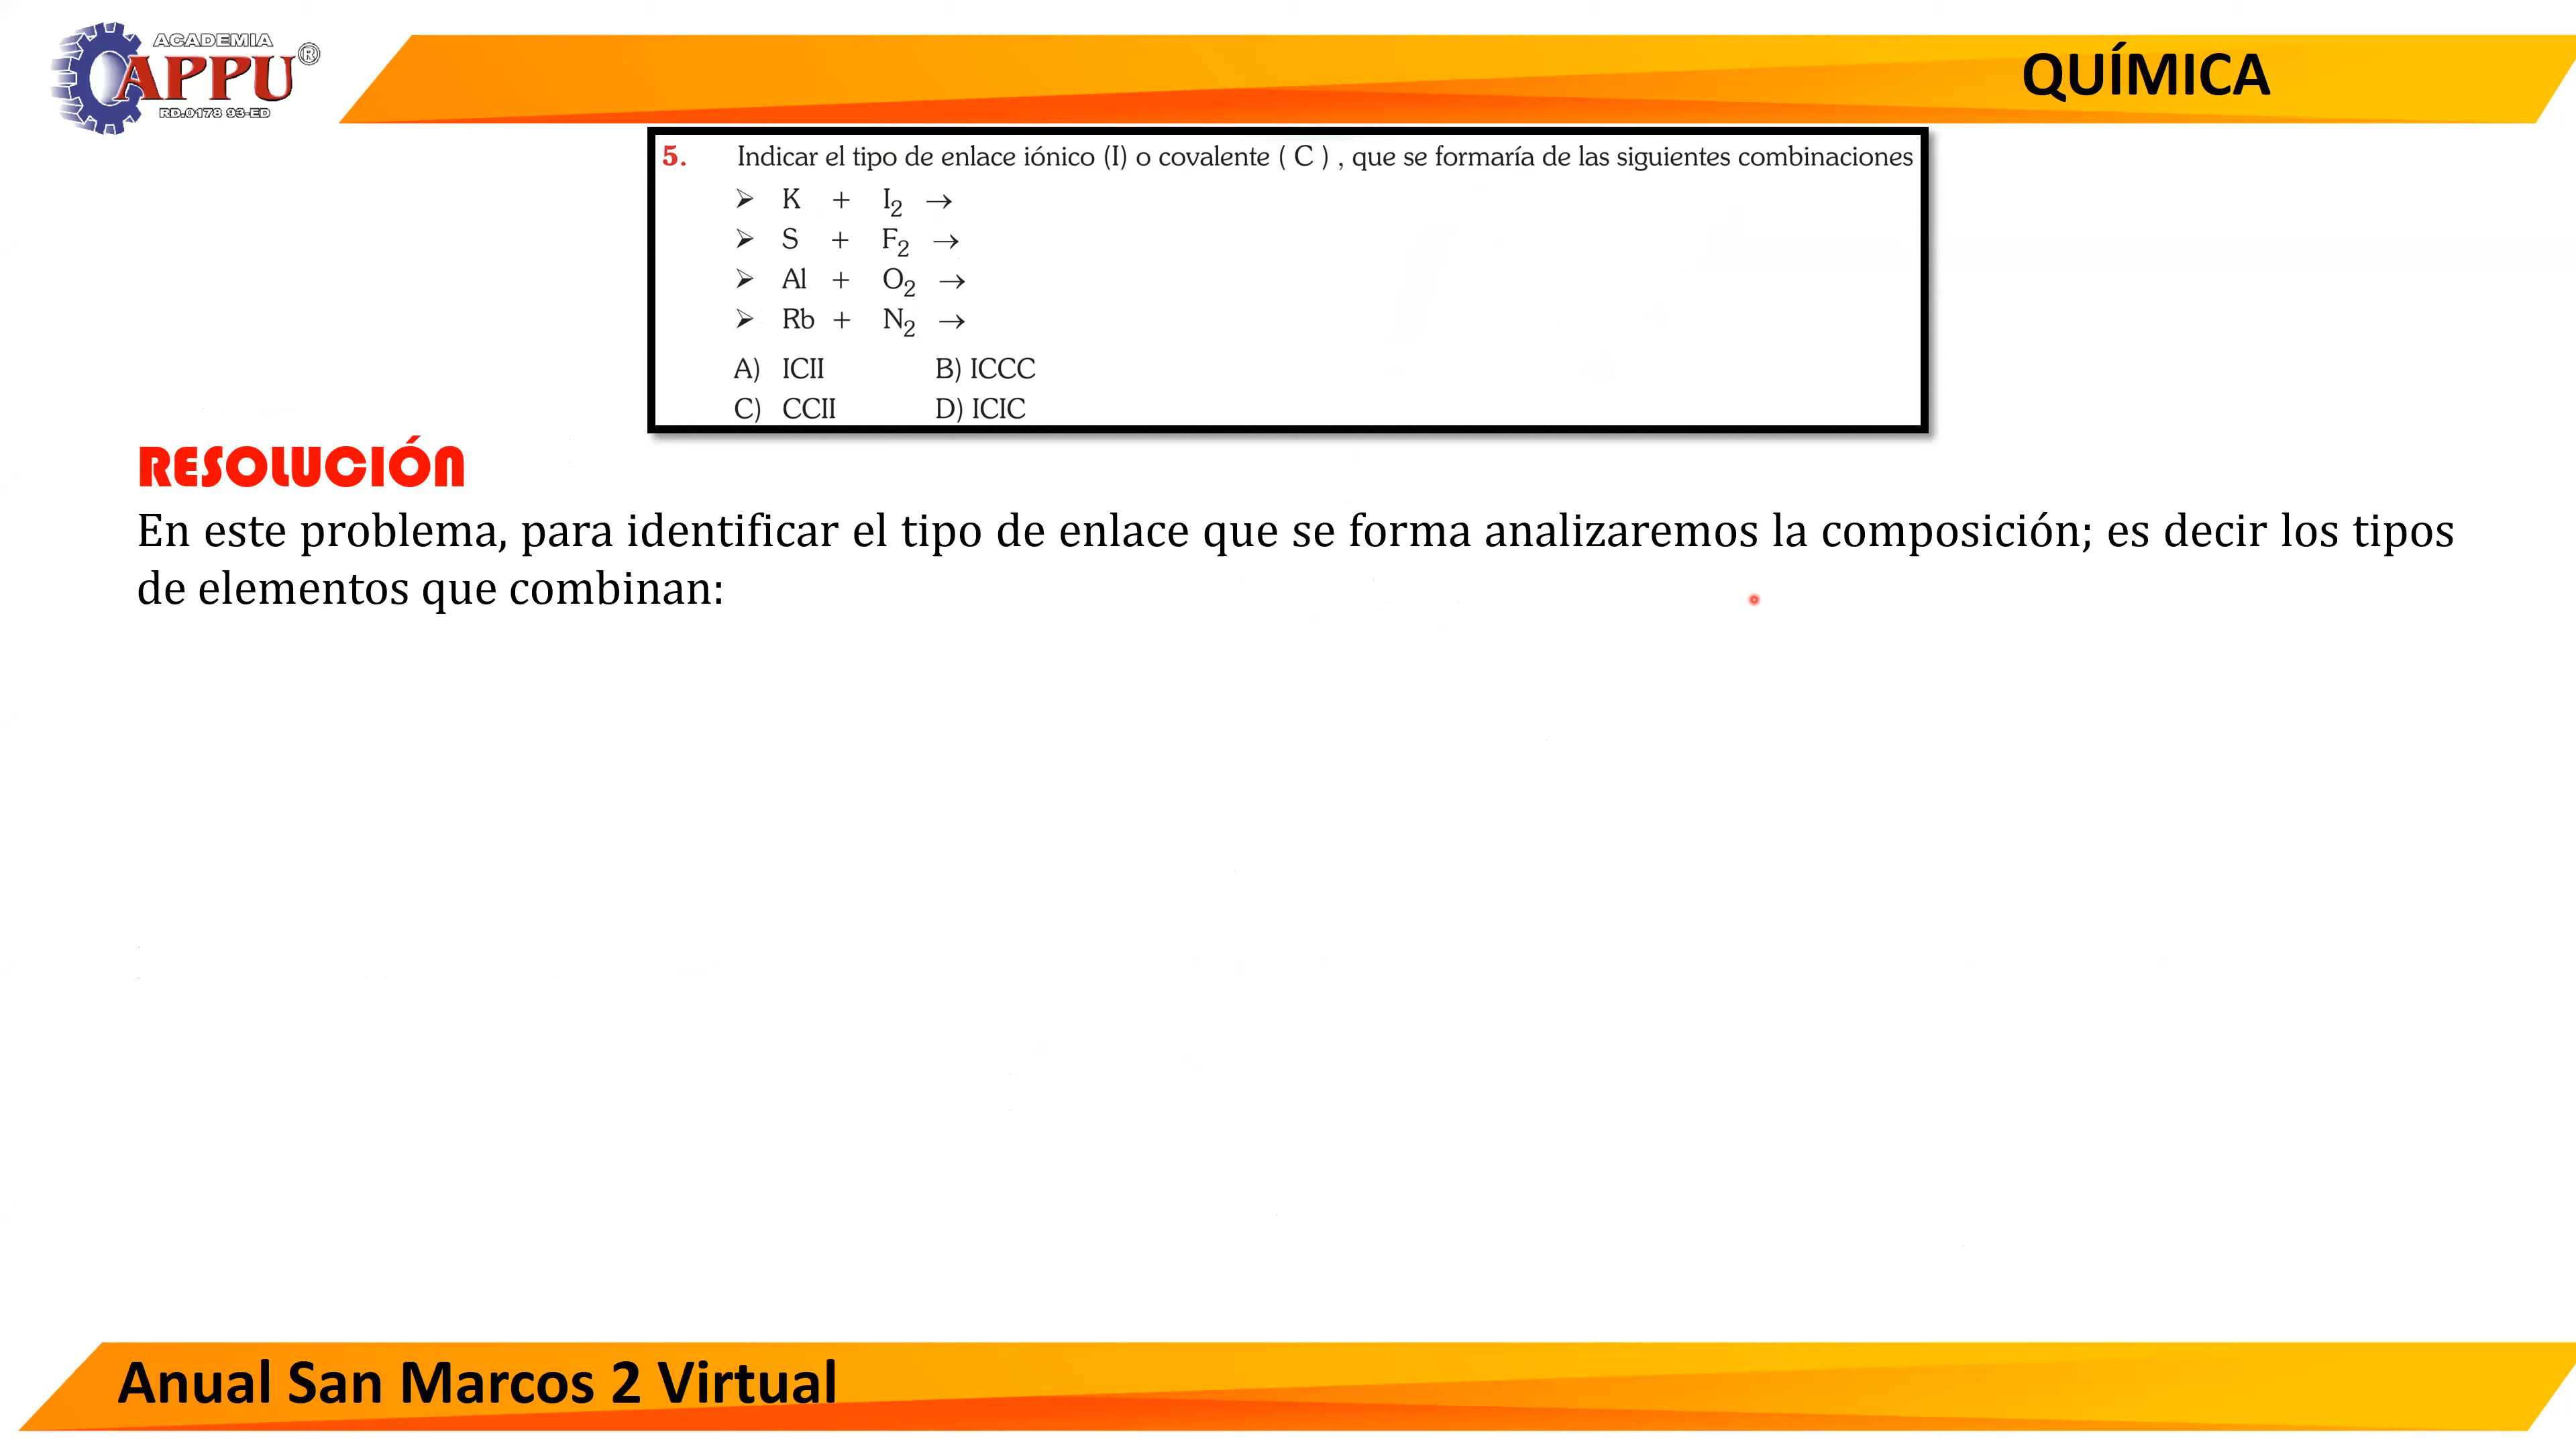 ACADEMIA
APPU®
RD.0178 93-ED
QUÍMICA
5. Indicar el tipo de enlace iónico (I) o covalente ( C ) , que se formaría de las siguientes combinaciones
➢ K + I₂ →
➢ S + F₂ →
➢ Al + O₂ →
➢ Rb + N₂ →
A) ICII B) ICCC
C) CCII D) ICIC
RESOLUCIÓN
En este problema, para identificar el tipo de enlace que se forma analizaremos la composición; es decir los tipos
de elementos que combinan:
Anual San Marcos 2 Virtual